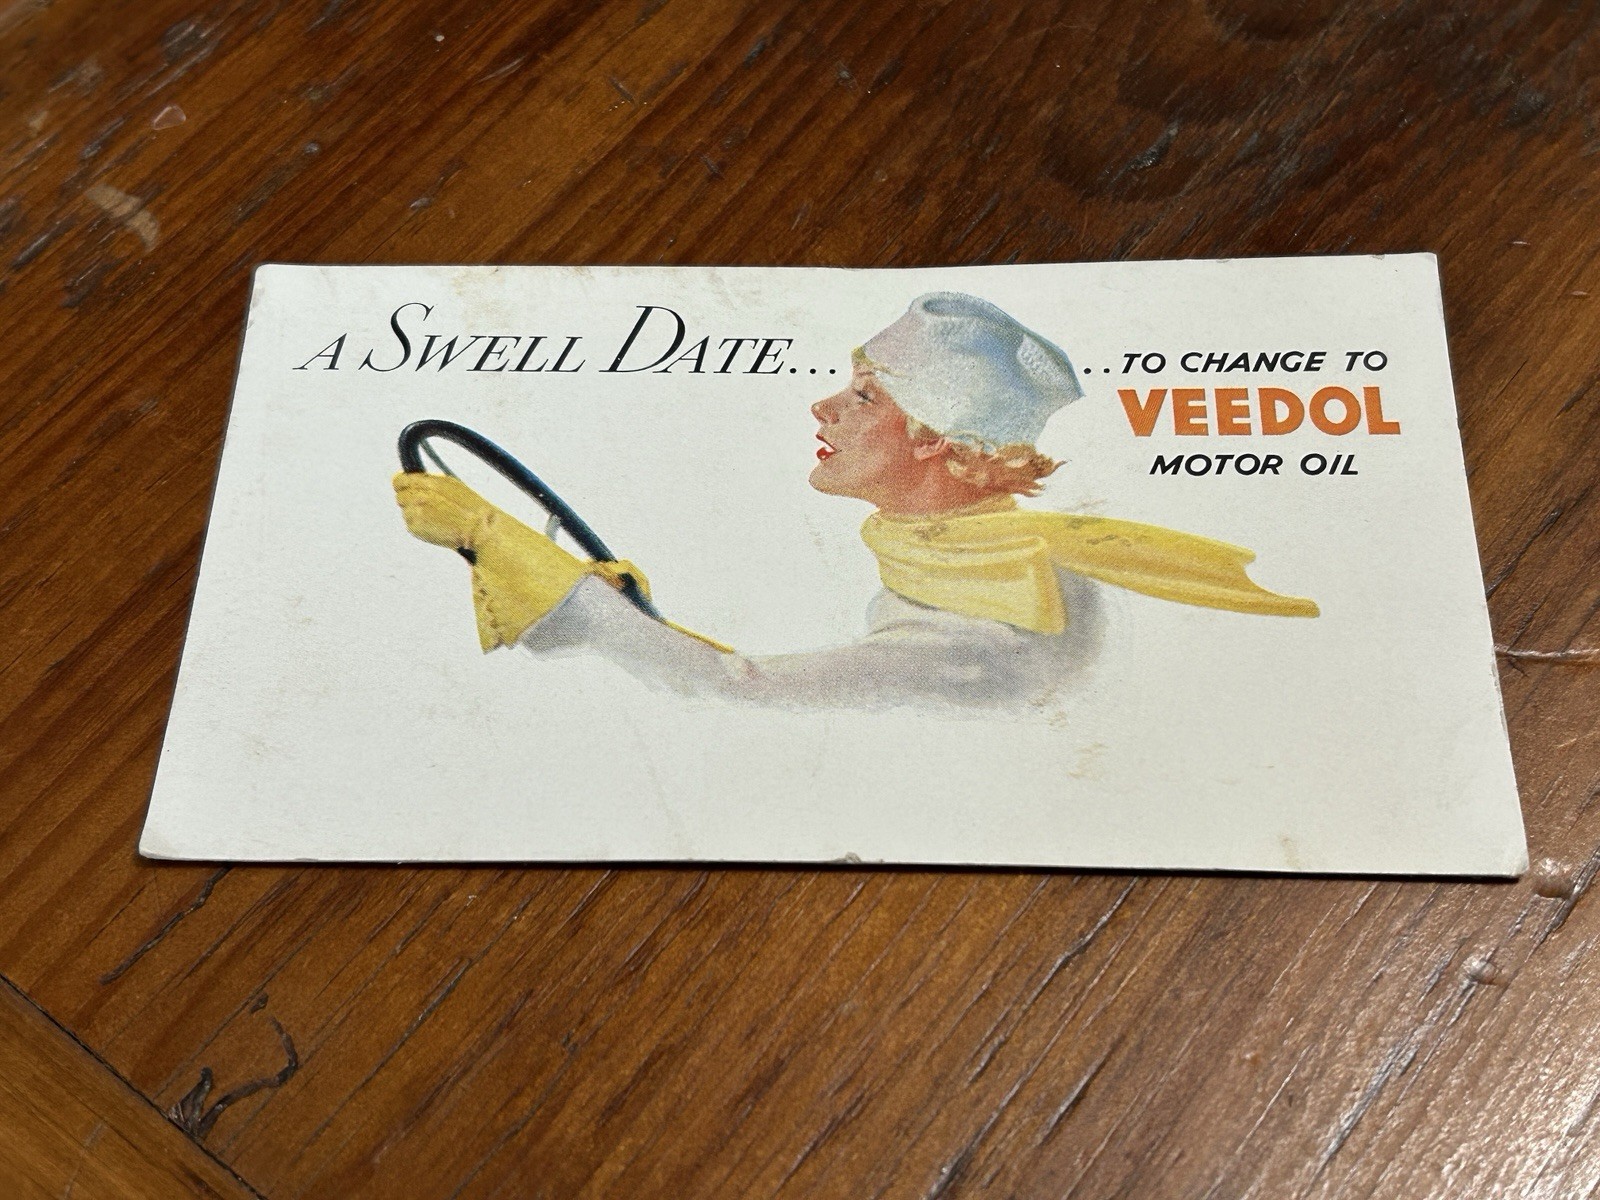 A SWELL DATE...
..TO CHANGE TO
VEEDOL
MOTOR OIL